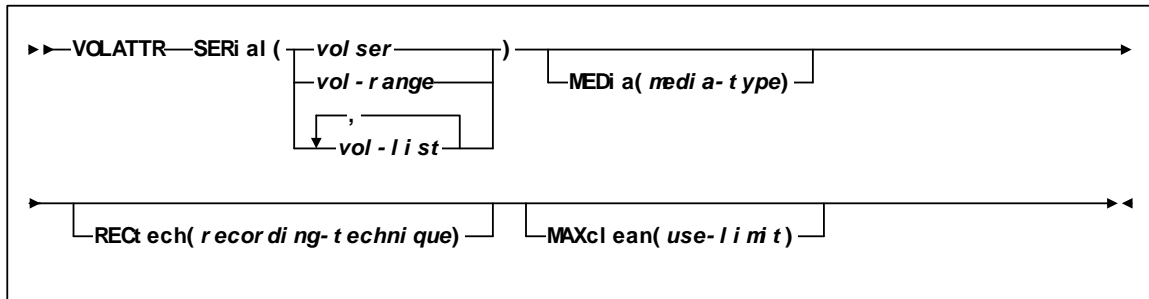 VOLATTR SERial( volser )
vol-range
,
vol-list
MEDia(media-type)
RECtech(recording-technique)
MAXclean(use-limit)